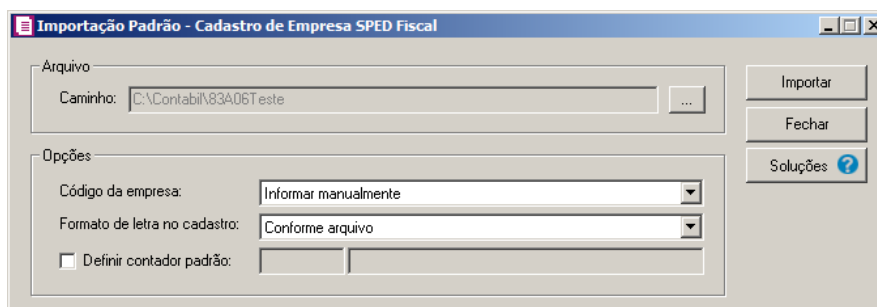 Importação Padrão - Cadastro de Empresa SPED Fiscal
Arquivo
Caminho: C:\Contabil\83A06Teste ...
Importar
Fechar
Soluções ?
Opções
Código da empresa: Informar manualmente
Formato de letra no cadastro: Conforme arquivo
Definir contador padrão: